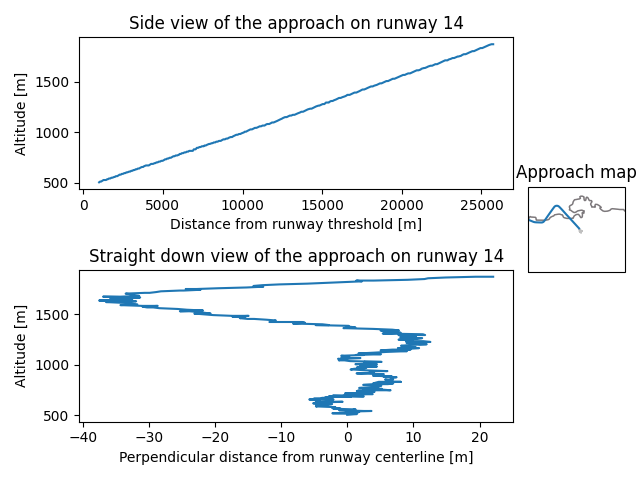 Side view of the approach on runway 14
Altitude [m]
1500
1000
500
0 5000 10000 15000 20000 25000
Distance from runway threshold [m]
Approach map
Straight down view of the approach on runway 14
Altitude [m]
1500
1000
500
−40 −30 −20 −10 0 10 20
Perpendicular distance from runway centerline [m]